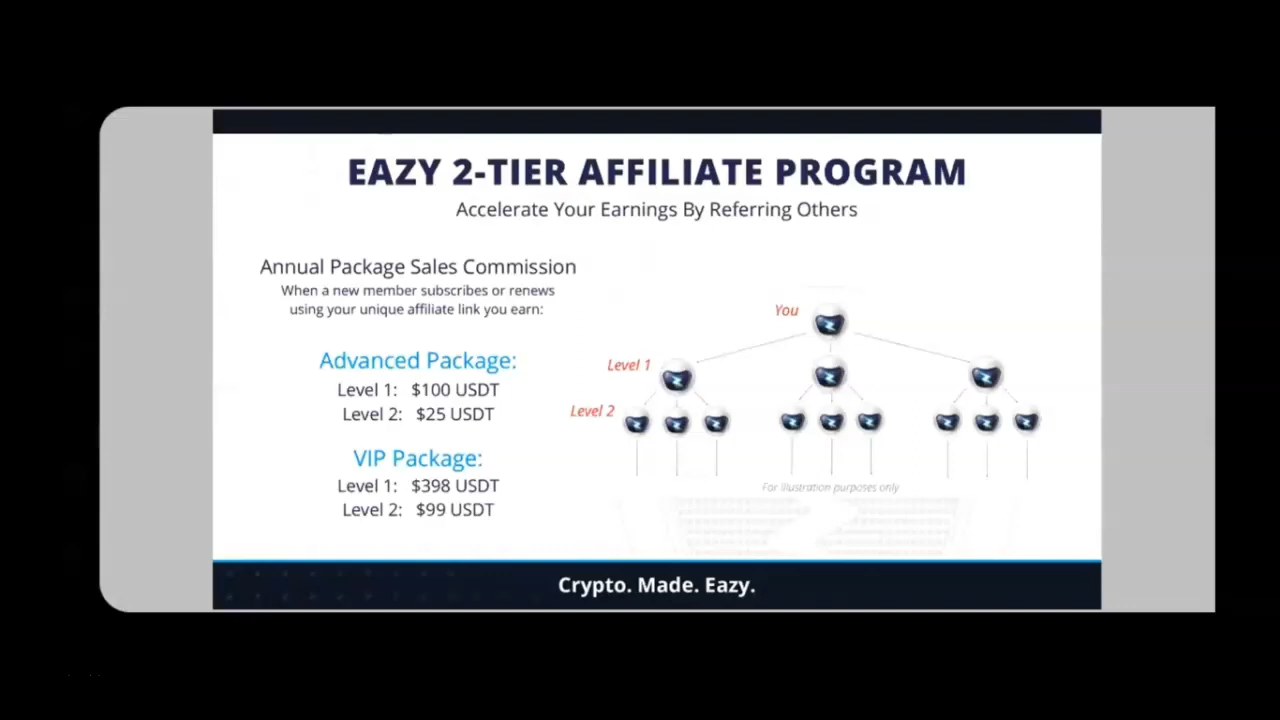 EAZY 2-TIER AFFILIATE PROGRAM
Accelerate Your Earnings By Referring Others
Annual Package Sales Commission
When a new member subscribes or renews
using your unique affiliate link you earn:
Advanced Package:
Level 1: $100 USDT
Level 2: $25 USDT
VIP Package:
Level 1: $398 USDT
Level 2: $99 USDT
You
Level 1
Level 2
For illustration purposes only
Crypto. Made. Eazy.